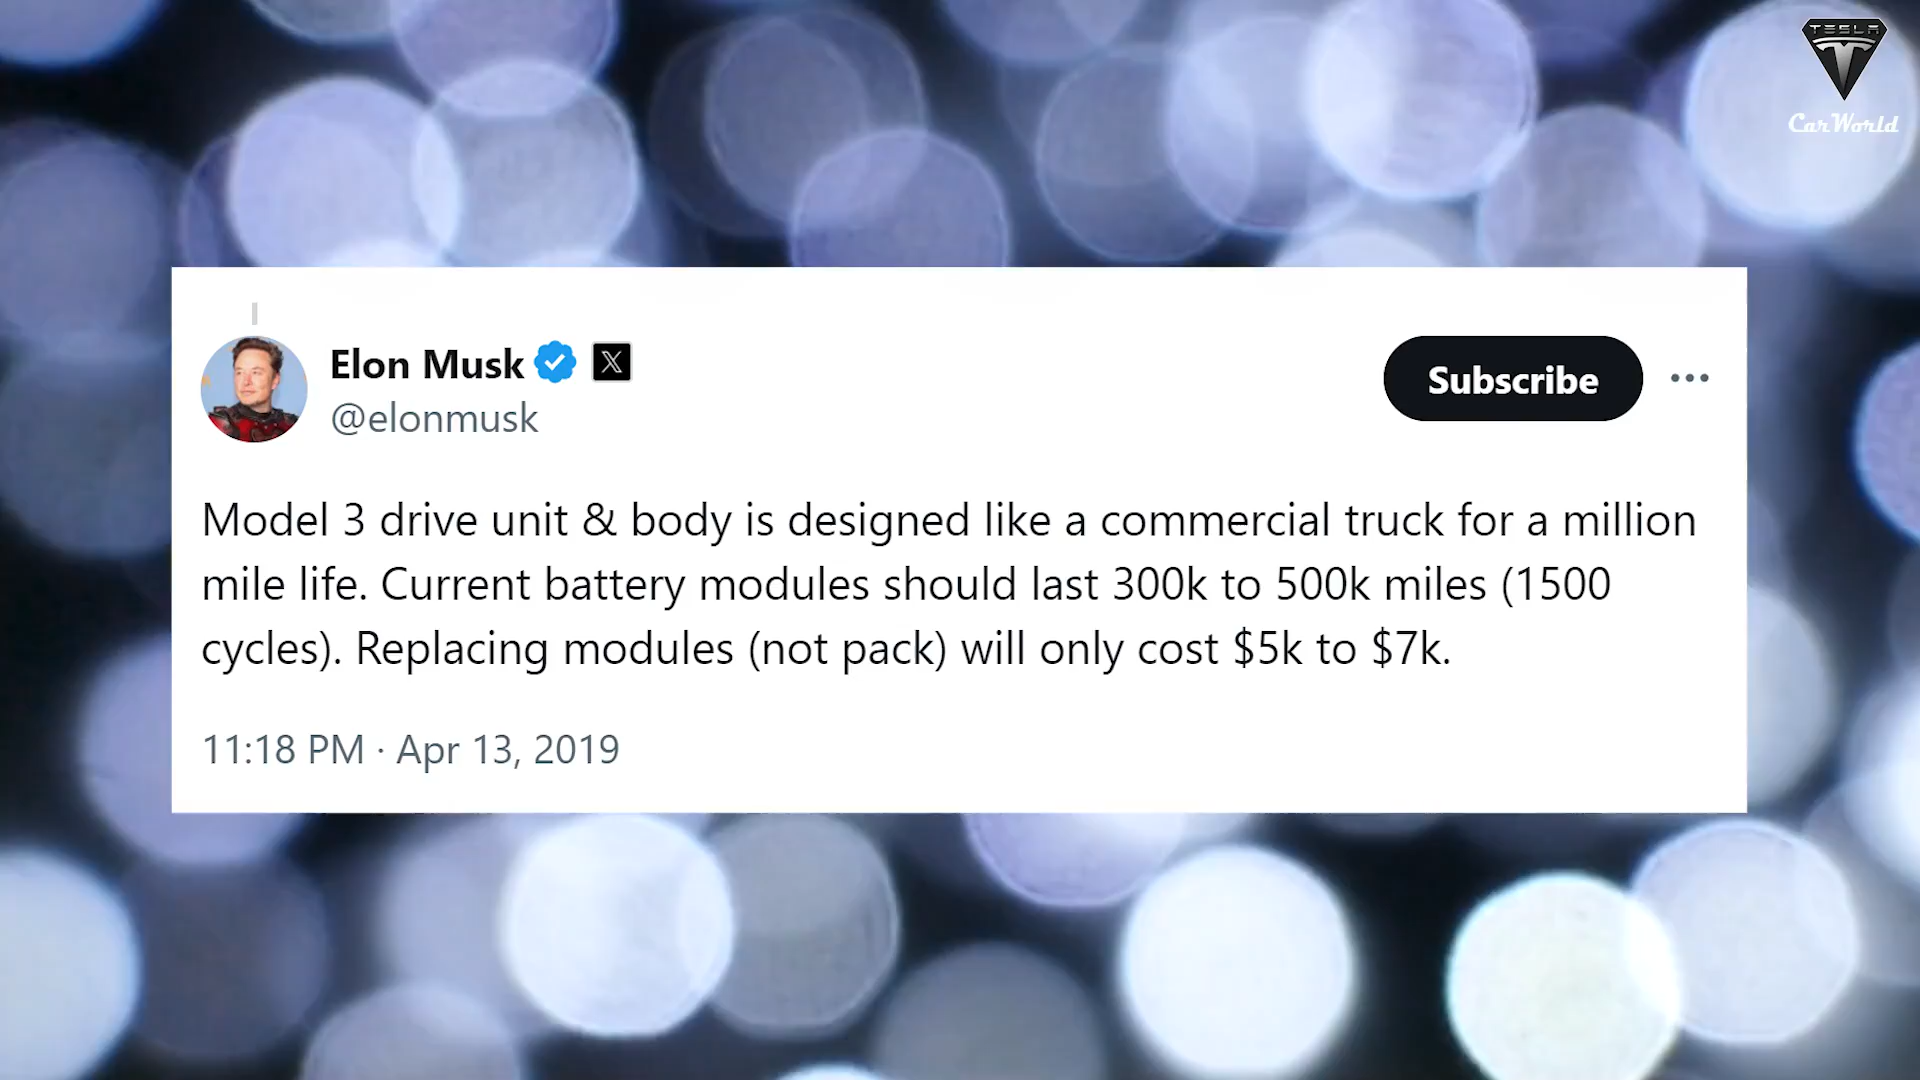 TESLA
CarWorld
Elon Musk
@elonmusk
Subscribe
Model 3 drive unit & body is designed like a commercial truck for a million
mile life. Current battery modules should last 300k to 500k miles (1500
cycles). Replacing modules (not pack) will only cost $5k to $7k.
11:18 PM · Apr 13, 2019